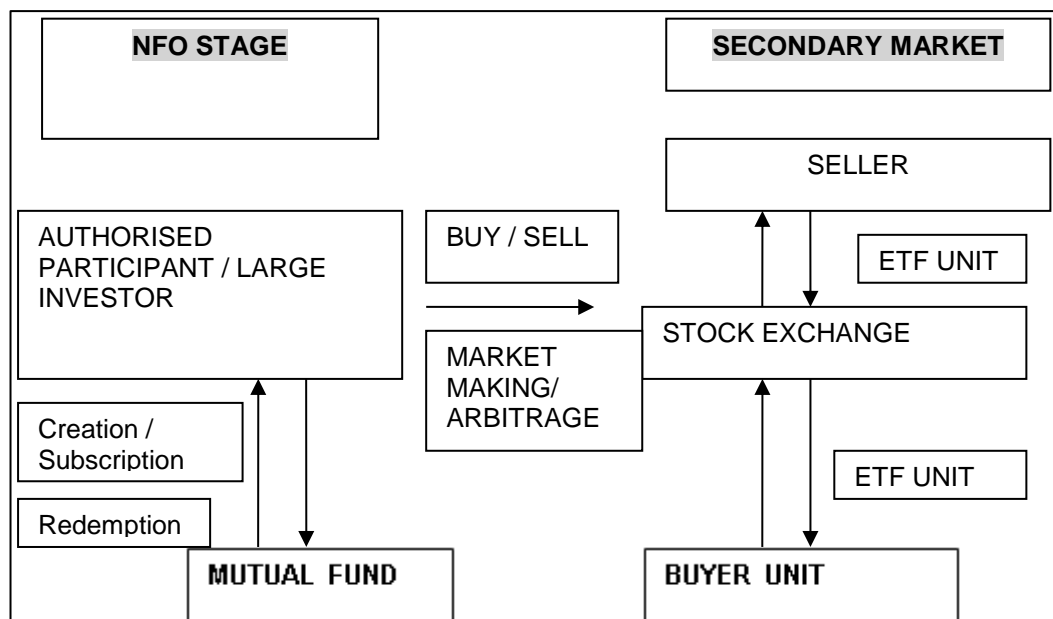 NFO STAGE
SECONDARY MARKET
SELLER
AUTHORISED
PARTICIPANT / LARGE
INVESTOR
BUY / SELL
ETF UNIT
STOCK EXCHANGE
MARKET
MAKING/
ARBITRAGE
Creation /
Subscription
ETF UNIT
Redemption
MUTUAL FUND
BUYER UNIT